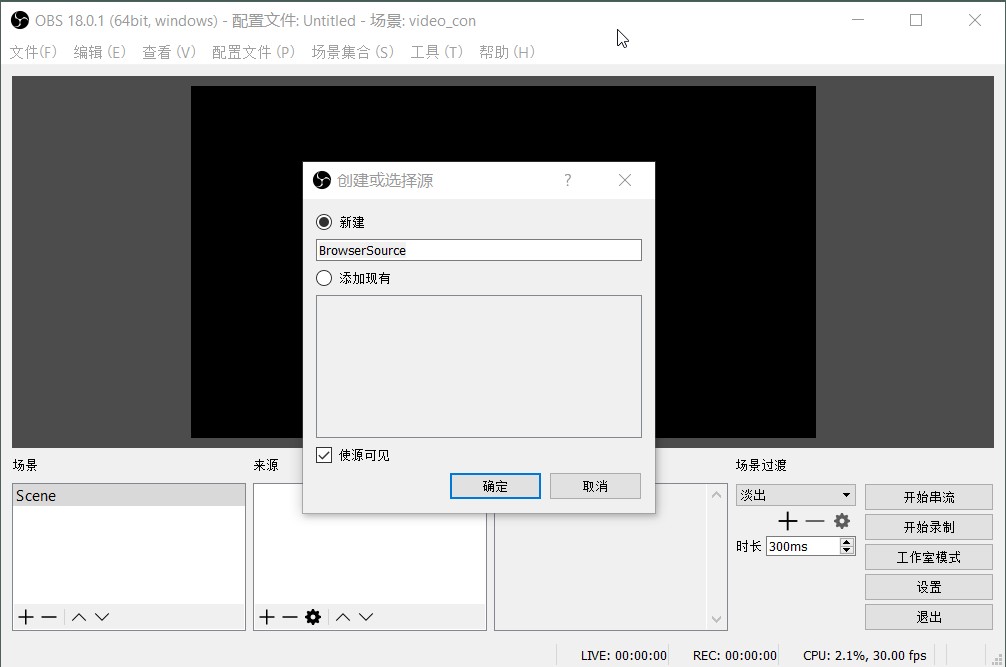 OBS 18.0.1 (64bit, windows) - 配置文件: Untitled - 场景: video_con
文件(F) 编辑 (E) 查看 (V) 配置文件 (P) 场景集合 (S) 工具 (T) 帮助 (H)
创建或选择源 ?
新建
BrowserSource
添加现有
使源可见
确定 取消
场景 来源 场景过渡
Scene
淡出
开始串流
开始录制
时长 300ms
工作室模式
设置
退出
LIVE: 00:00:00 REC: 00:00:00 CPU: 2.1%, 30.00 fps